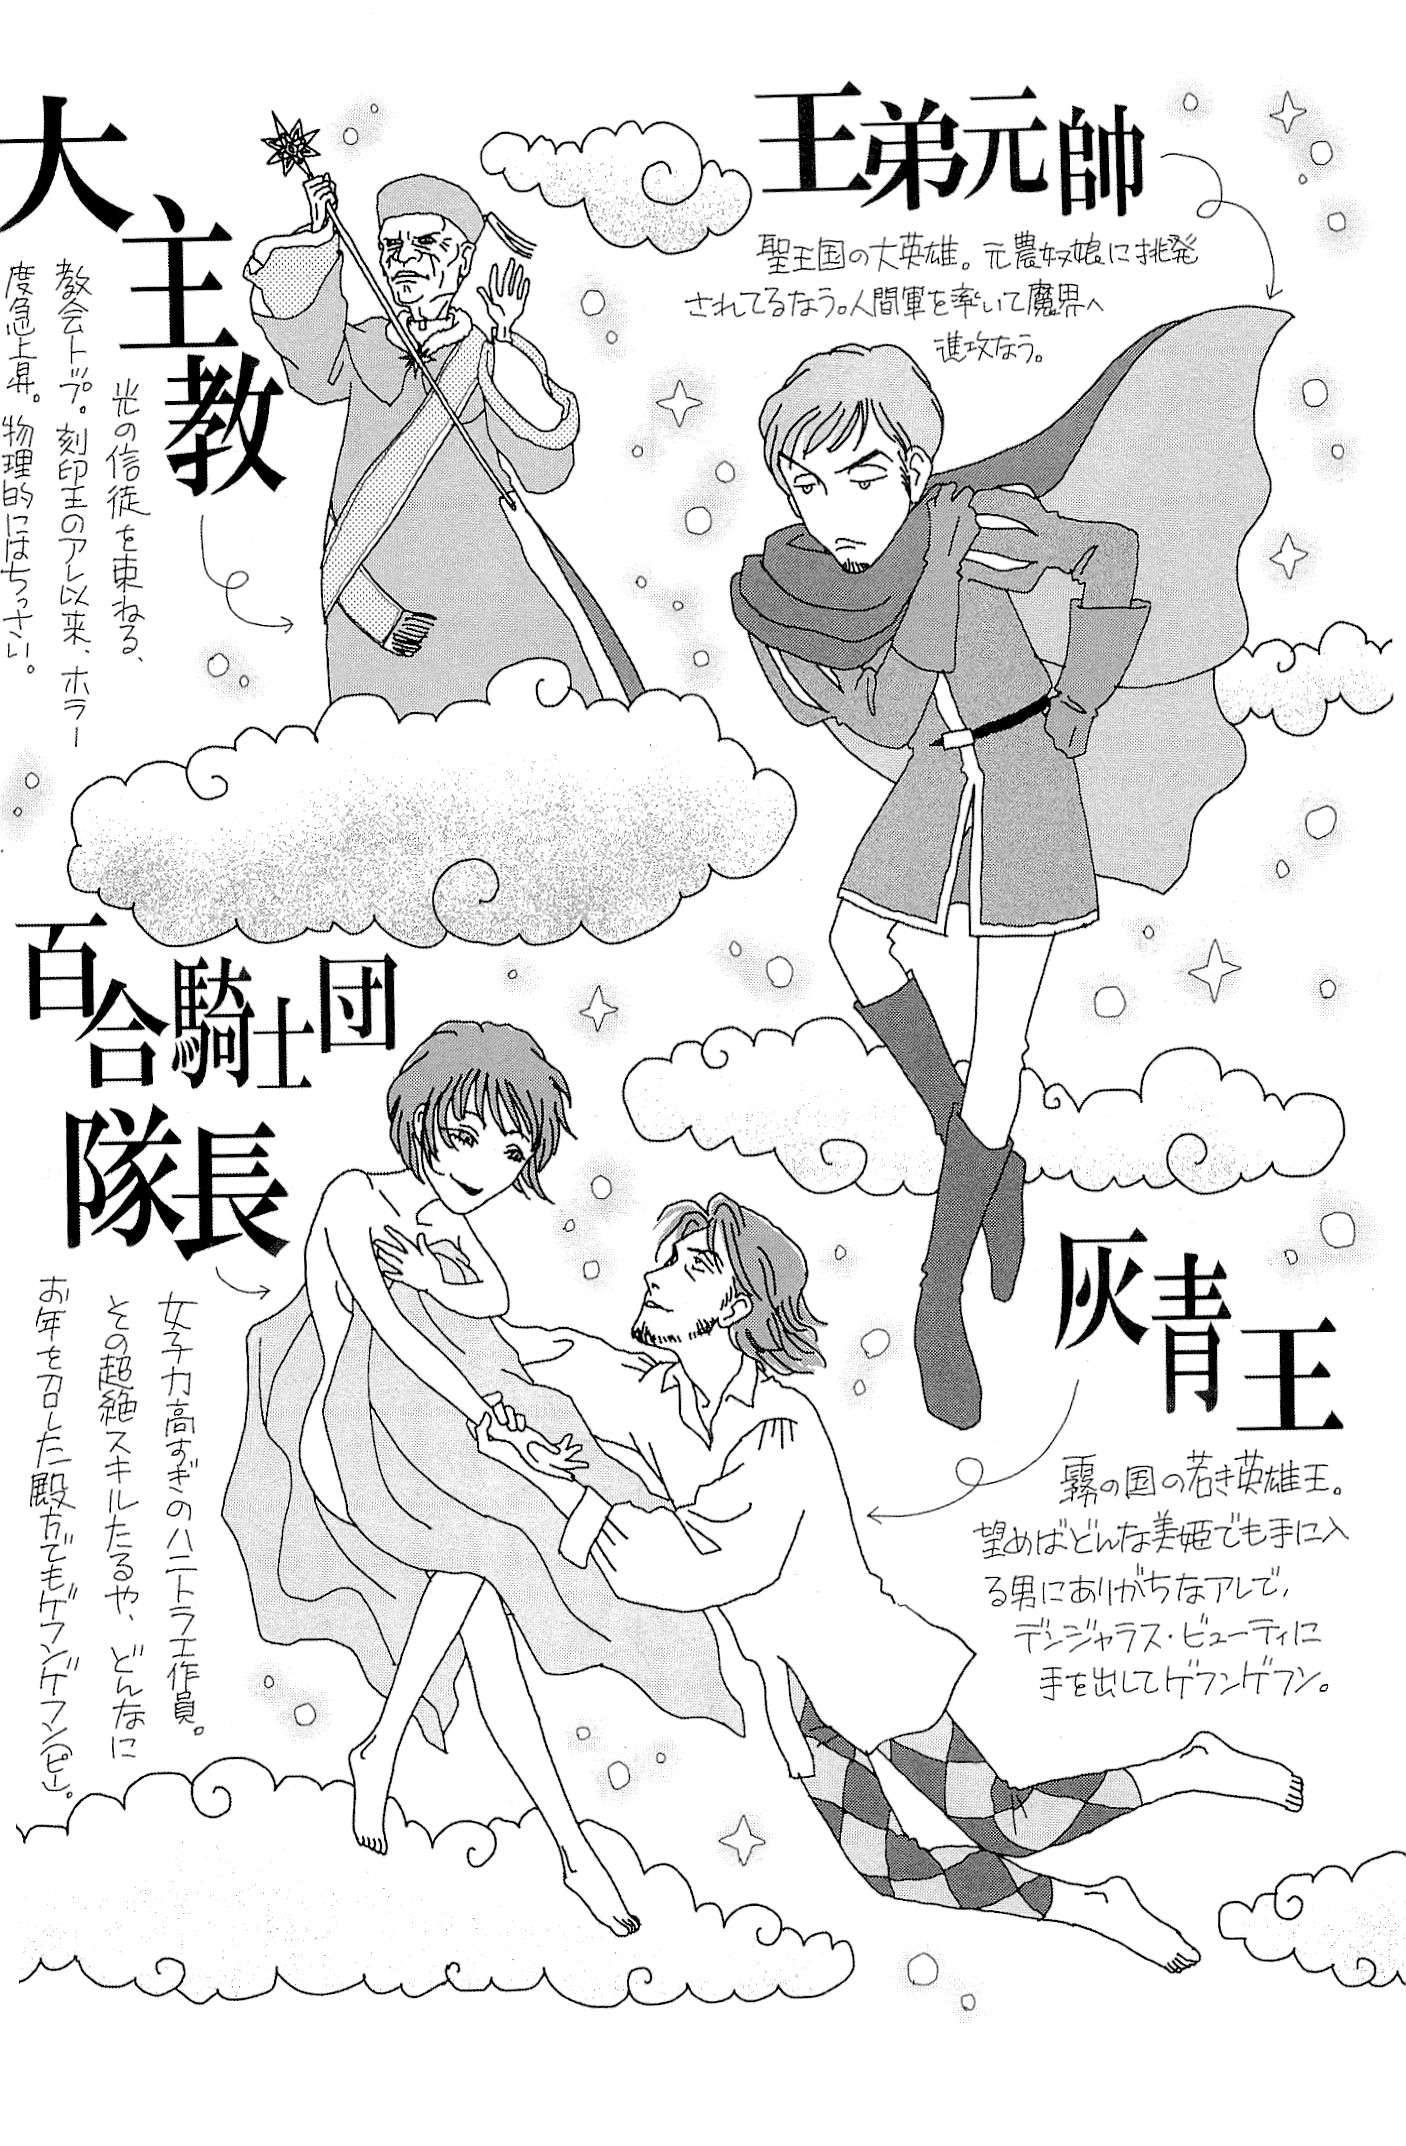 王弟元帥
聖王国の大英雄。元農奴娘に挑発
されてるなう。人間軍を率いて魔界へ
進攻なう。
大主教
光の信徒を束ねる、
教会トップ。刻印王のアレ以来、ホラー
度急上昇。物理的にはちっさい。
灰青王
霧の国の若き英雄王。
望めばどんな美姫でも手に入
る男にありがちなアレで、
デンジャラス・ビューティに
手を出してゲフンゲフン。
百合騎士団
隊長
女子力高すぎのハニトラ工作員。
その超絶スキルたるや、どんなに
お年を召した殿方でもゲフンゲフン(ピー)。